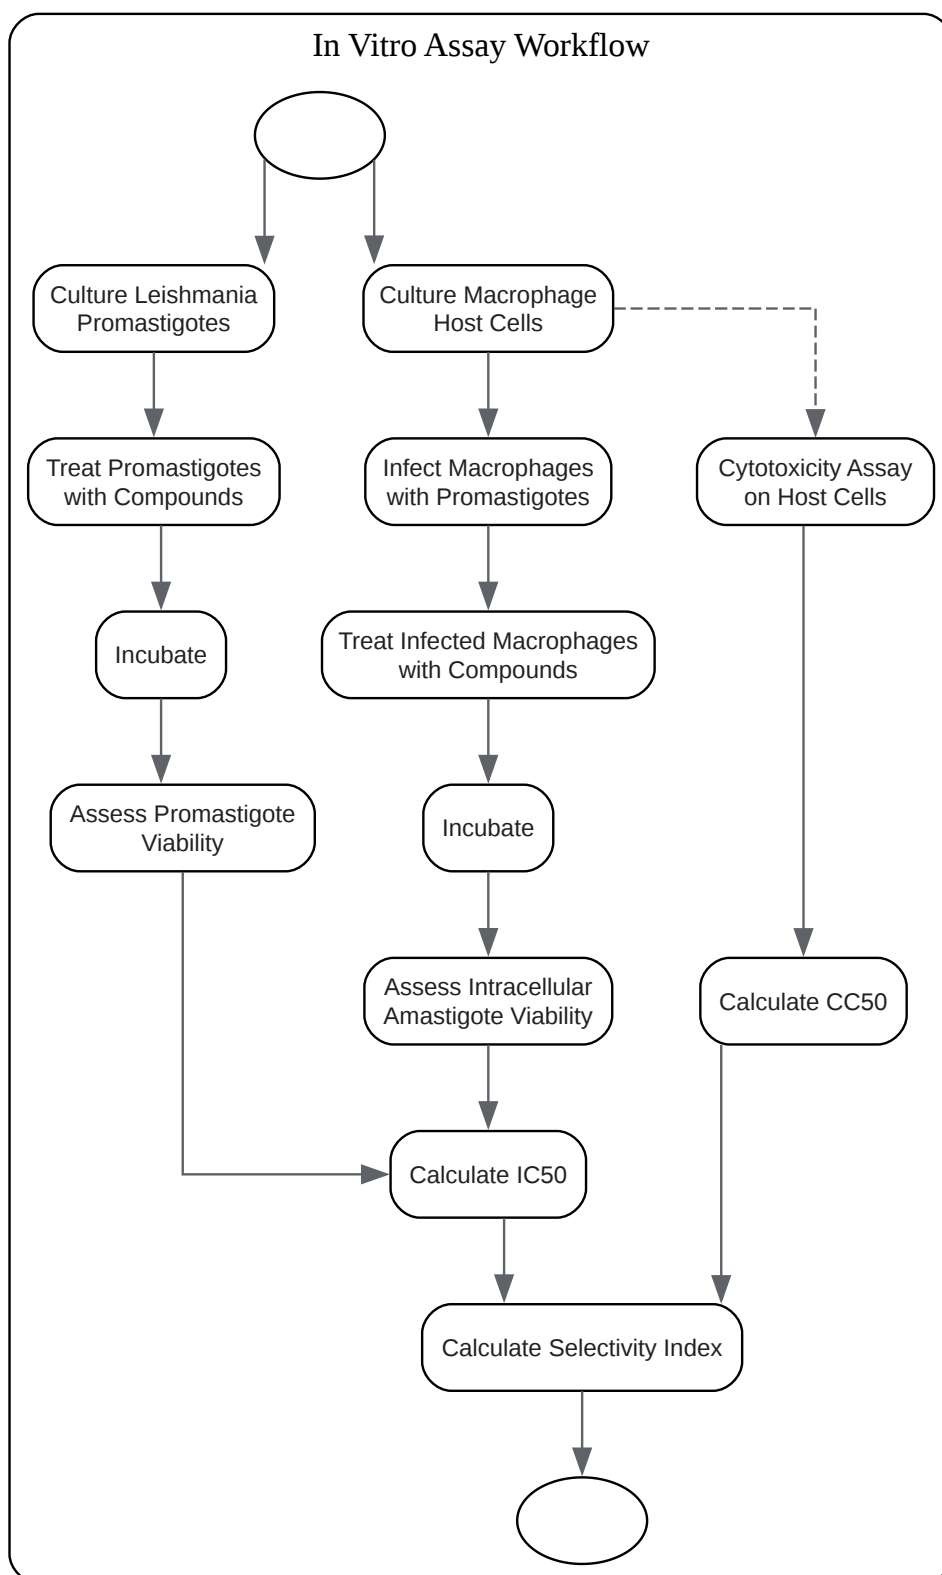 In Vitro Assay Workflow
Culture Leishmania
Promastigotes
Culture Macrophage
Host Cells
Treat Promastigotes
with Compounds
Infect Macrophages
with Promastigotes
Cytotoxicity Assay
on Host Cells
Incubate
Treat Infected Macrophages
with Compounds
Assess Promastigote
Viability
Incubate
Assess Intracellular
Amastigote Viability
Calculate CC50
Calculate IC50
Calculate Selectivity Index